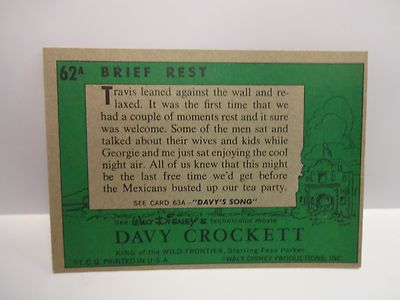 62A BRIEF REST
Travis leaned against the wall and re-
laxed. It was the first time that we
had a couple of moments rest and it sure
was welcome. Some of the men sat and
talked about their wives and kids while
Georgie and me just sat enjoying the cool
night air. All of us knew that this might
be the last free time we'd get before
the Mexicans busted up our tea party.
SEE CARD 63A—"DAVY'S SONG"
See Walt Disney's technicolor movie
DAVY CROCKETT
KING of the WILD FRONTIER, Starring Fess Parker
©T.C.G. PRINTED IN U.S.A. ©WALT DISNEY PRODUCTIONS, INC.